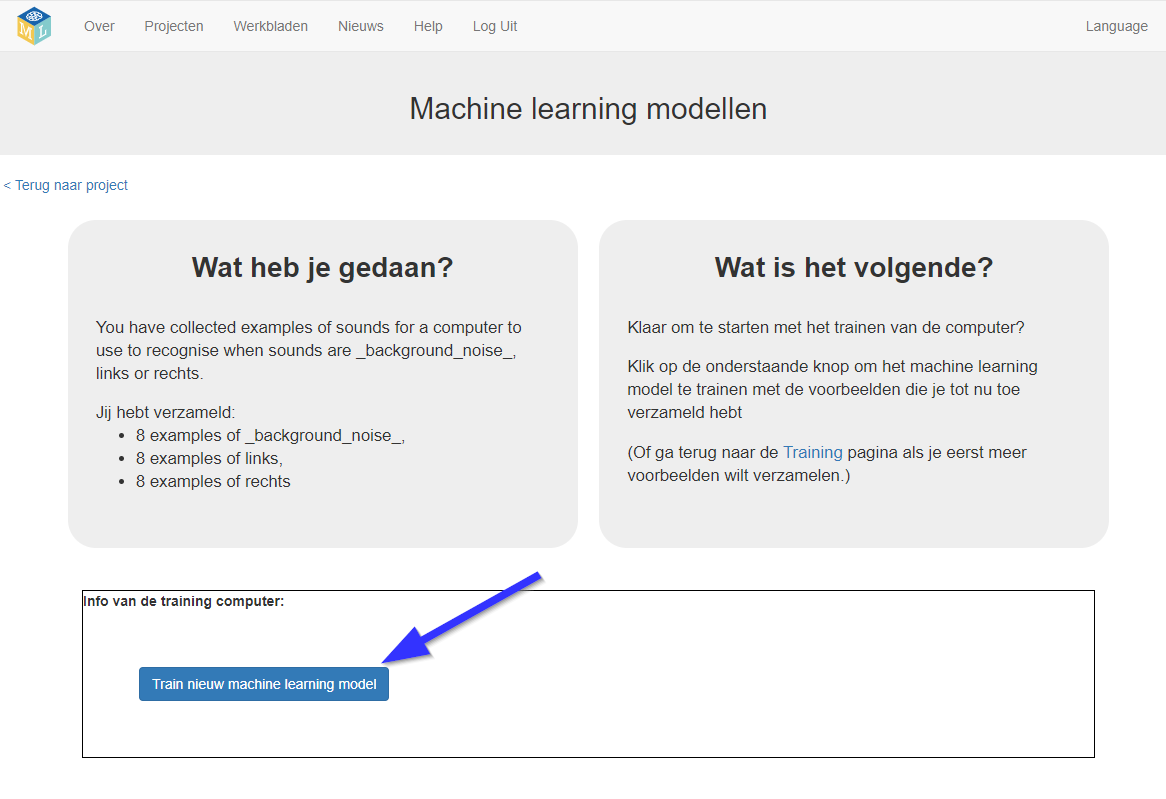 M L
Over Projecten Werkbladen Nieuws Help Log Uit Language
Machine learning modellen
< Terug naar project
Wat heb je gedaan?
You have collected examples of sounds for a computer to
use to recognise when sounds are _background_noise_,
links or rechts.
Jij hebt verzameld:
• 8 examples of _background_noise_,
• 8 examples of links,
• 8 examples of rechts
Wat is het volgende?
Klaar om te starten met het trainen van de computer?
Klik op de onderstaande knop om het machine learning
model te trainen met de voorbeelden die je tot nu toe
verzameld hebt
(Of ga terug naar de Training pagina als je eerst meer
voorbeelden wilt verzamelen.)
Info van de training computer:
Train nieuw machine learning model